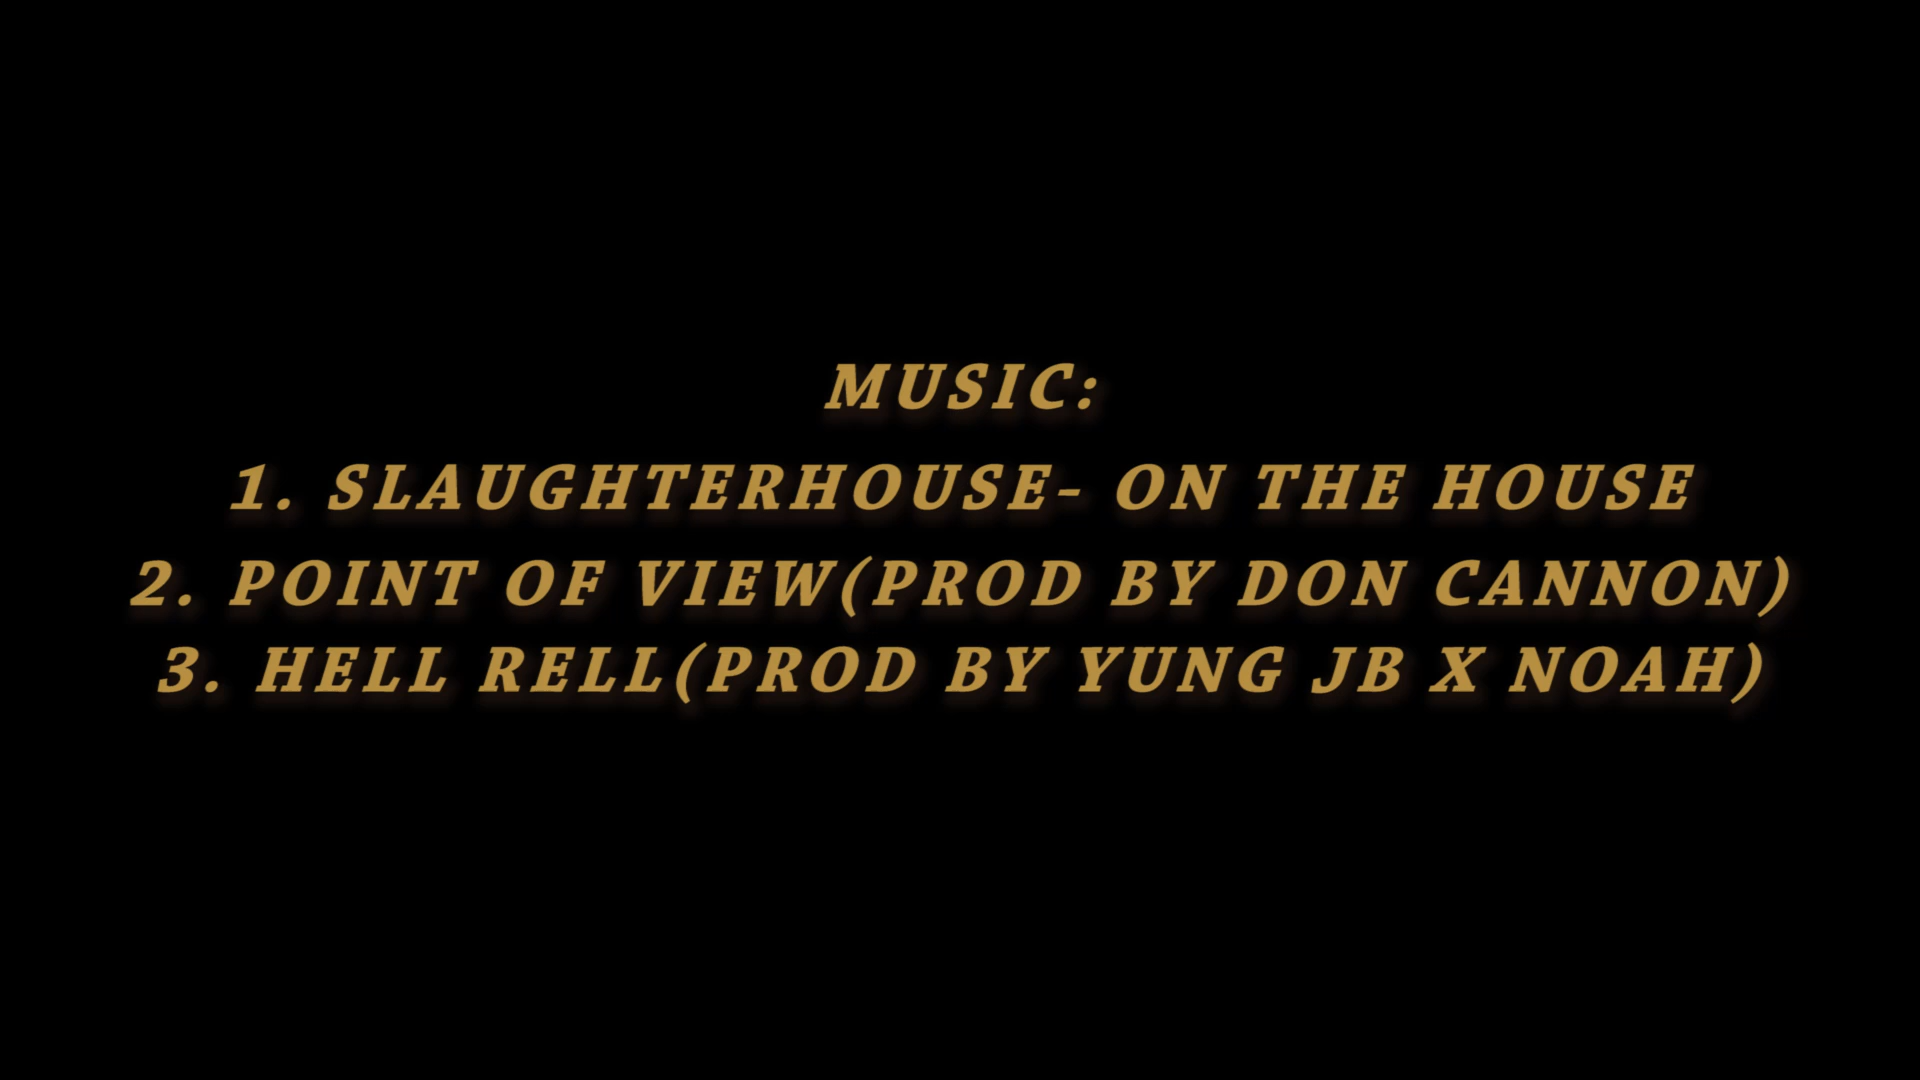 MUSIC:
1. SLAUGHTERHOUSE- ON THE HOUSE
2. POINT OF VIEW(PROD BY DON CANNON)
3. HELL RELL(PROD BY YUNG JB X NOAH)